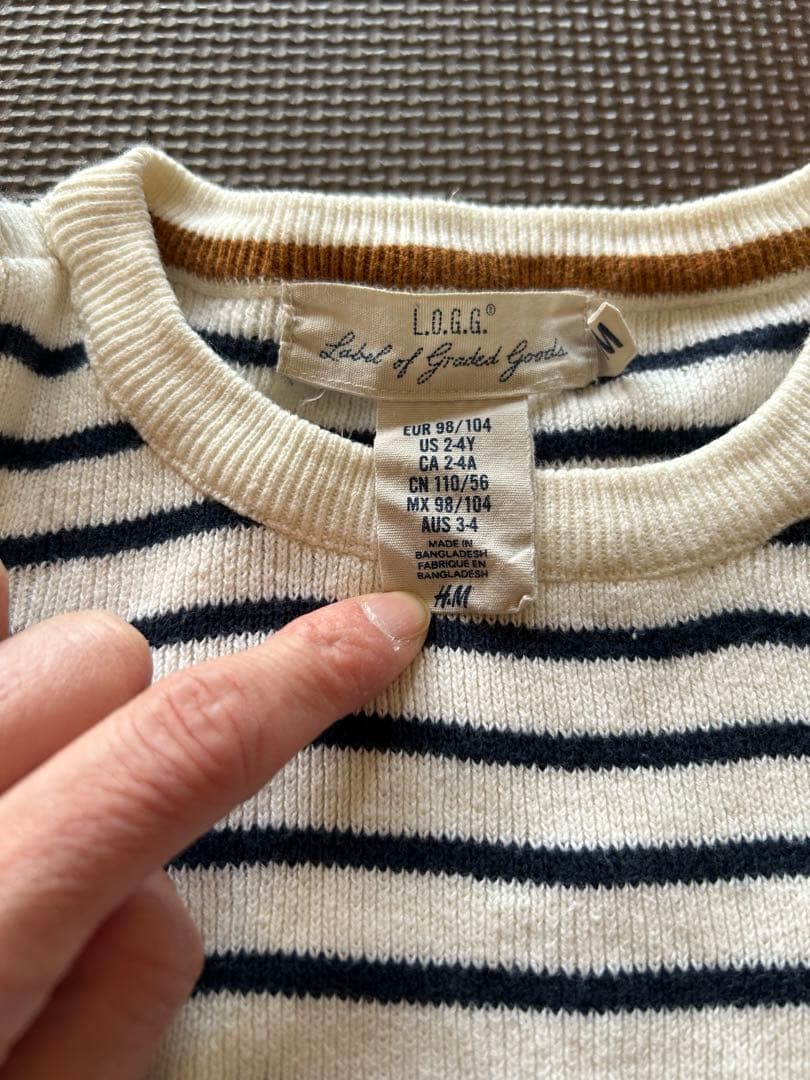 L.O.G.G.®
Label of Graded Goods
M
EUR 98/104
US 2-4Y
CA 2-4A
CN 110/56
MX 98/104
AUS 3-4
MADE IN
BANGLADESH
FABRIQUE EN
BANGLADESH
H&M